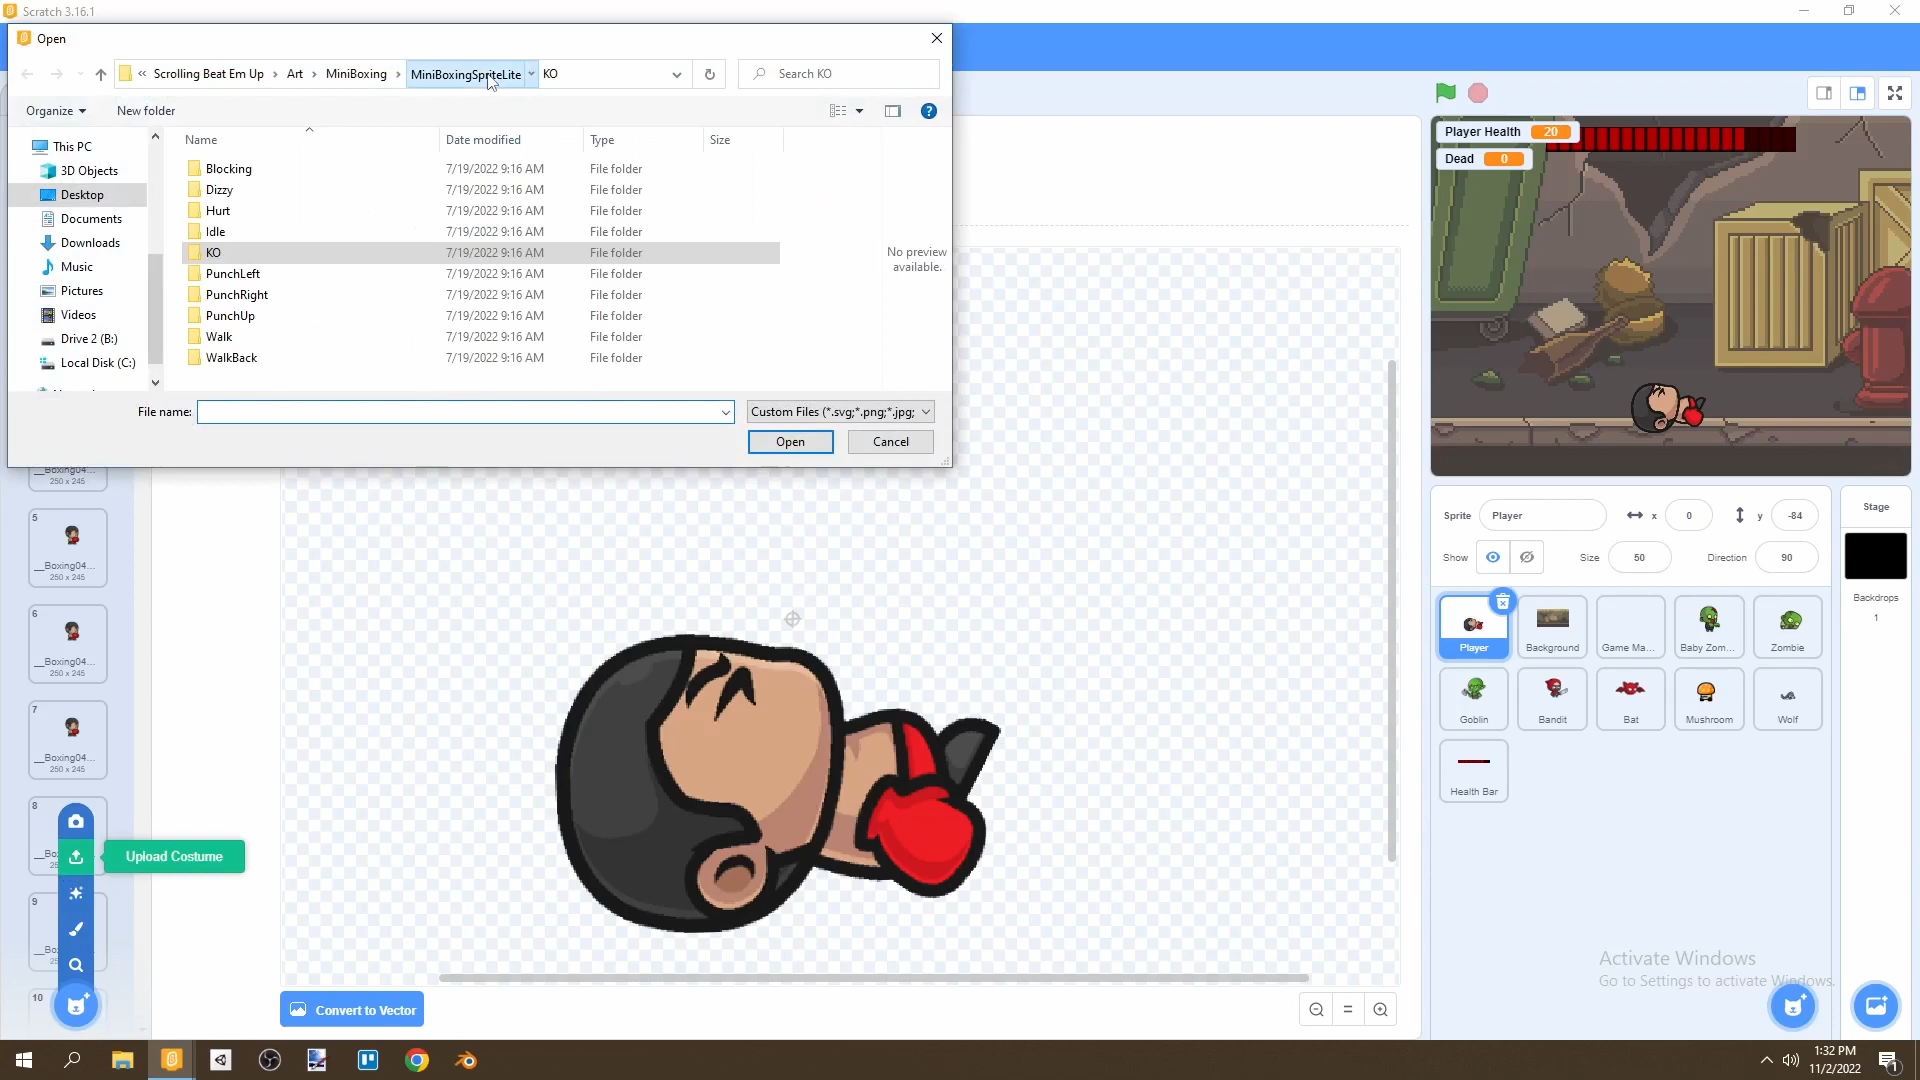 Scratch 3.16.1
Open
« Scrolling Beat Em Up › Art › MiniBoxing › MiniBoxingSpriteLite KO
Search KO
Organize
New folder
Name Date modified Type Size
This PC
3D Objects
Desktop
Documents
Downloads
Music
Pictures
Videos
Drive 2 (B:)
Local Disk (C:)
Blocking 7/19/2022 9:16 AM File folder
Dizzy 7/19/2022 9:16 AM File folder
Hurt 7/19/2022 9:16 AM File folder
Idle 7/19/2022 9:16 AM File folder
KO 7/19/2022 9:16 AM File folder
PunchLeft 7/19/2022 9:16 AM File folder
PunchRight 7/19/2022 9:16 AM File folder
PunchUp 7/19/2022 9:16 AM File folder
Walk 7/19/2022 9:16 AM File folder
WalkBack 7/19/2022 9:16 AM File folder
No preview
available.
File name:
Custom Files (*.svg;*.png;*.jpg;
Open
Cancel
Player Health 20
Dead 0
250 x 245
5
__Boxing04...
250 x 245
6
__Boxing04...
250 x 245
7
__Boxing04...
250 x 245
8
Upload Costume
9
10
Convert to Vector
Sprite Player x 0 y -84
Show Size 50 Direction 90
Player
Background
Game Ma...
Baby Zom...
Zombie
Goblin
Bandit
Bat
Mushroom
Wolf
Health Bar
Stage
Backdrops
1
Activate Windows
Go to Settings to activate Windows.
1:32 PM
11/2/2022
1